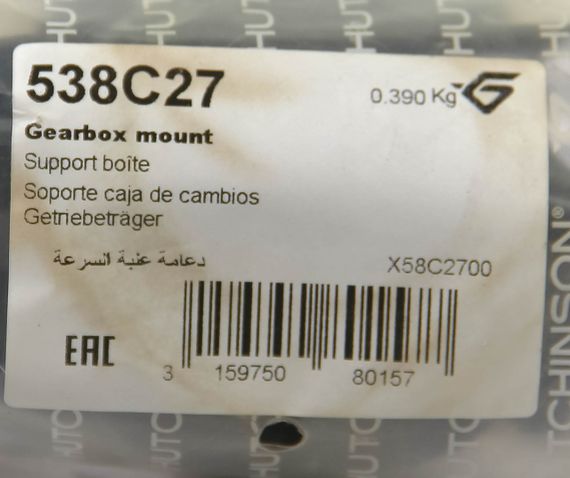 538C27
0.390 Kg
Gearbox mount
Support boîte
Soporte caja de cambios
Getriebeträger
دعامة عنبة السرعة
X58C2700
EAC
3 159750 80157
HUTCHINSON®